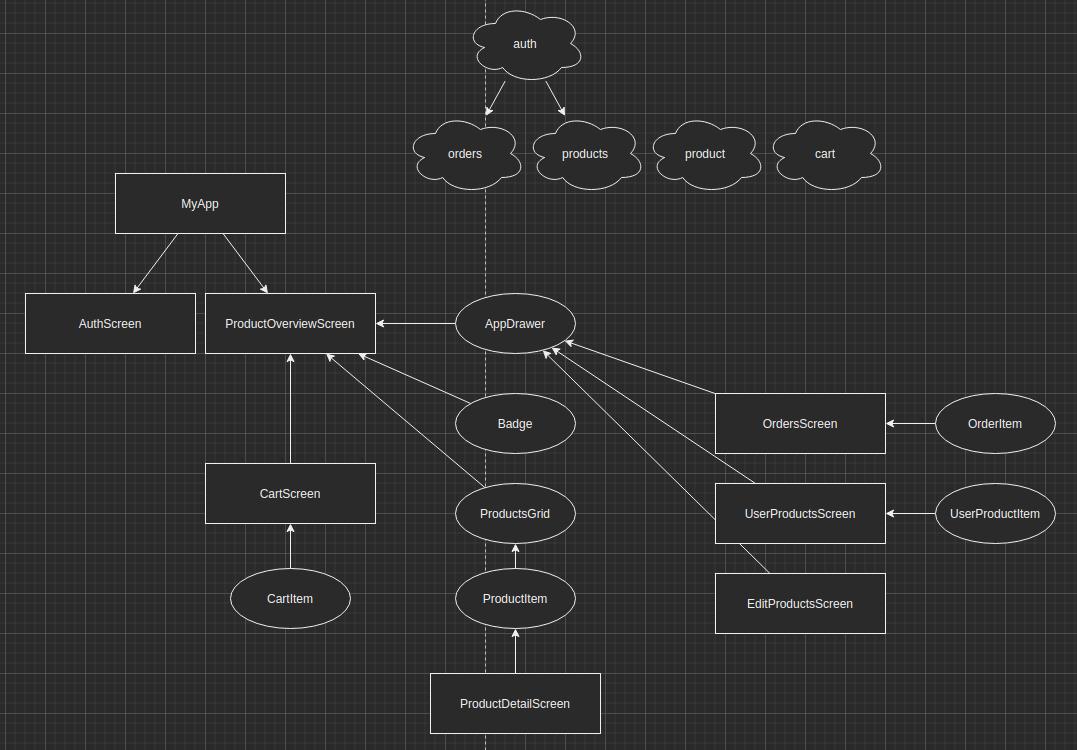 auth
orders
products
product
cart
MyApp
AuthScreen
ProductOverviewScreen
AppDrawer
Badge
OrdersScreen
OrderItem
CartScreen
ProductsGrid
UserProductsScreen
UserProductItem
CartItem
ProductItem
EditProductsScreen
ProductDetailScreen